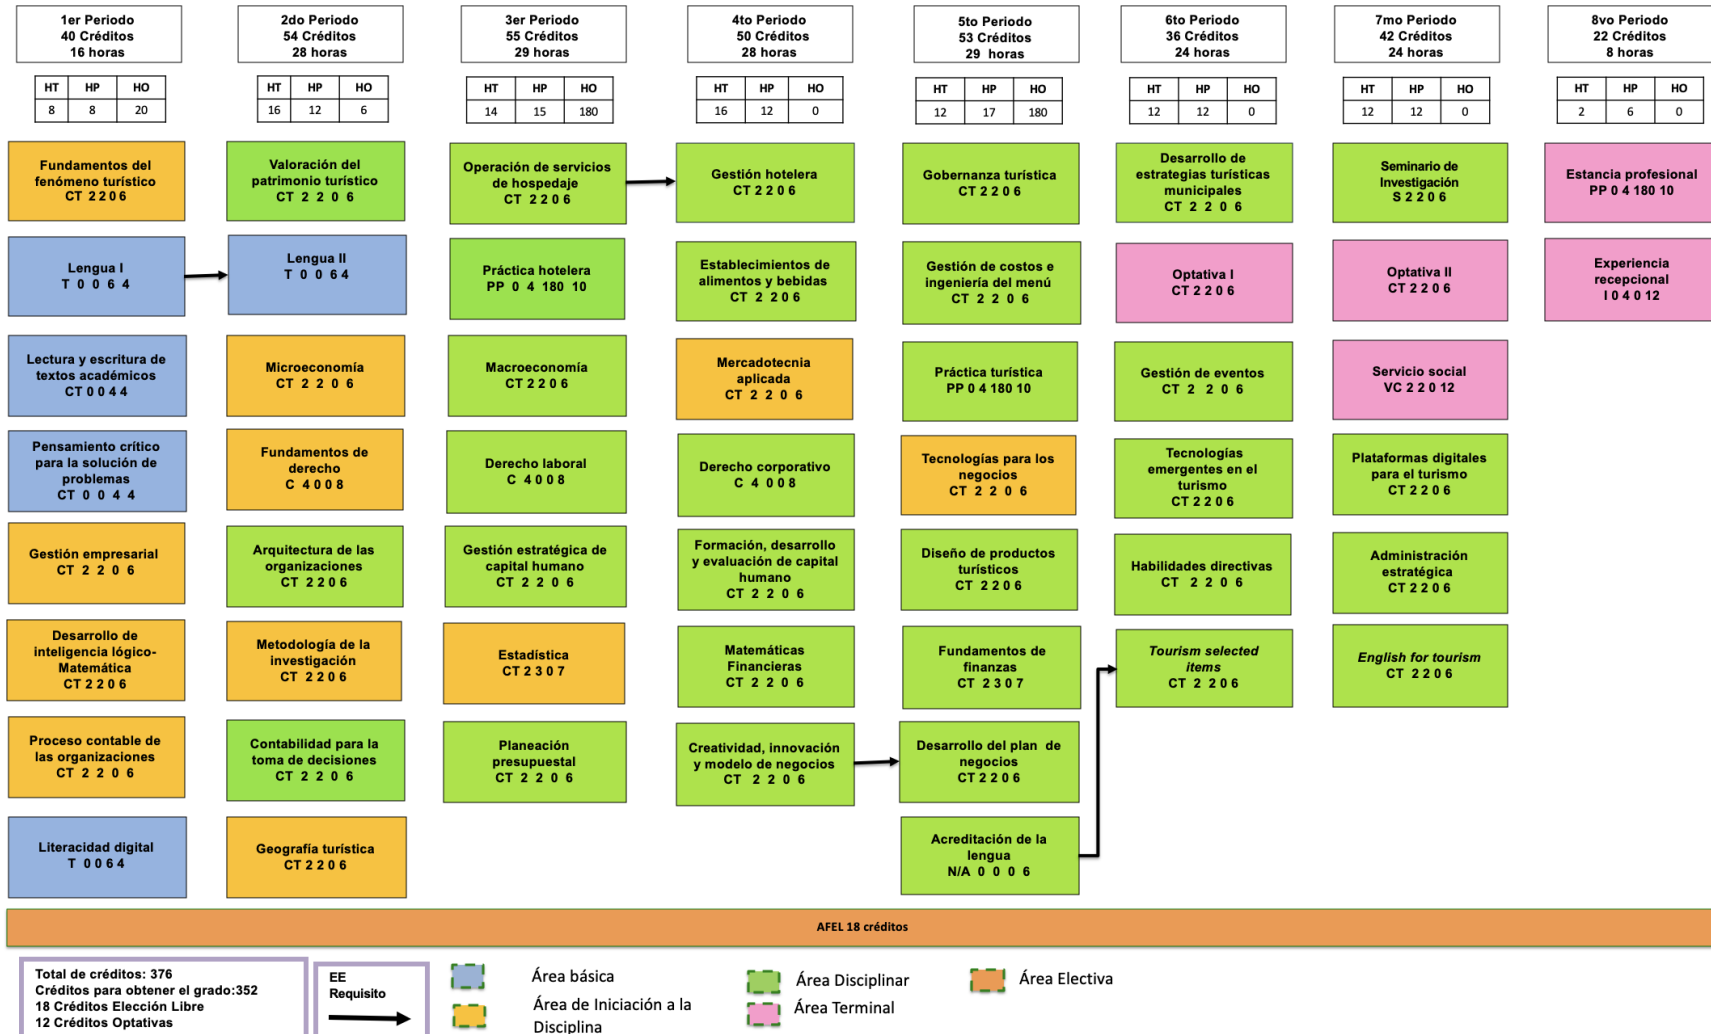 1er Periodo
40 Créditos
16 horas
HT HP HO
8 8 20
Fundamentos del
fenómeno turístico
CT 2 2 0 6
Lengua I
T 0 0 6 4
Lectura y escritura de
textos académicos
CT 0 0 4 4
Pensamiento crítico
para la solución de
problemas
CT 0 0 4 4
Gestión empresarial
CT 2 2 0 6
Desarrollo de
inteligencia lógico-
Matemática
CT 2 2 0 6
Proceso contable de
las organizaciones
CT 2 2 0 6
Literacidad digital
T 0 0 6 4
2do Periodo
54 Créditos
28 horas
HT HP HO
16 12 6
Valoración del
patrimonio turístico
CT 2 2 0 6
Lengua II
T 0 0 6 4
Microeconomía
CT 2 2 0 6
Fundamentos de
derecho
C 4 0 0 8
Arquitectura de las
organizaciones
CT 2 2 0 6
Metodología de la
investigación
CT 2 2 0 6
Contabilidad para la
toma de decisiones
CT 2 2 0 6
Geografía turística
CT 2 2 0 6
3er Periodo
55 Créditos
29 horas
HT HP HO
14 15 180
Operación de servicios
de hospedaje
CT 2 2 0 6
Práctica hotelera
PP 0 4 180 10
Macroeconomía
CT 2 2 0 6
Derecho laboral
C 4 0 0 8
Gestión estratégica de
capital humano
CT 2 2 0 6
Estadística
CT 2 3 0 7
Planeación
presupuestal
CT 2 2 0 6
4to Periodo
50 Créditos
28 horas
HT HP HO
16 12 0
Gestión hotelera
CT 2 2 0 6
Establecimientos de
alimentos y bebidas
CT 2 2 0 6
Mercadotecnia
aplicada
CT 2 2 0 6
Derecho corporativo
C 4 0 0 8
Formación, desarrollo
y evaluación de capital
humano
CT 2 2 0 6
Matemáticas
Financieras
CT 2 2 0 6
Creatividad, innovación
y modelo de negocios
CT 2 2 0 6
5to Periodo
53 Créditos
29 horas
HT HP HO
12 17 180
Gobernanza turística
CT 2 2 0 6
Gestión de costos e
ingeniería del menú
CT 2 2 0 6
Práctica turística
PP 0 4 180 10
Tecnologías para los
negocios
CT 2 2 0 6
Diseño de productos
turísticos
CT 2 2 0 6
Fundamentos de
finanzas
CT 2 3 0 7
Desarrollo del plan de
negocios
CT 2 2 0 6
Acreditación de la
lengua
N/A 0 0 0 6
6to Periodo
36 Créditos
24 horas
HT HP HO
12 12 0
Desarrollo de
estrategias turísticas
municipales
CT 2 2 0 6
Optativa I
CT 2 2 0 6
Gestión de eventos
CT 2 2 0 6
Tecnologías
emergentes en el
turismo
CT 2 2 0 6
Habilidades directivas
CT 2 2 0 6
Tourism selected
items
CT 2 2 0 6
7mo Periodo
42 Créditos
24 horas
HT HP HO
12 12 0
Seminario de
Investigación
S 2 2 0 6
Optativa II
CT 2 2 0 6
Servicio social
VC 2 2 0 12
Plataformas digitales
para el turismo
CT 2 2 0 6
Administración
estratégica
CT 2 2 0 6
English for tourism
CT 2 2 0 6
8vo Periodo
22 Créditos
8 horas
HT HP HO
2 6 0
Estancia profesional
PP 0 4 180 10
Experiencia
recepcional
I 0 4 0 12
AFEL 18 créditos
Total de créditos: 376
Créditos para obtener el grado:352
18 Créditos Elección Libre
12 Créditos Optativas
EE
Requisito
Área básica
Área de Iniciación a la
Disciplina
Área Disciplinar
Área Terminal
Área Electiva